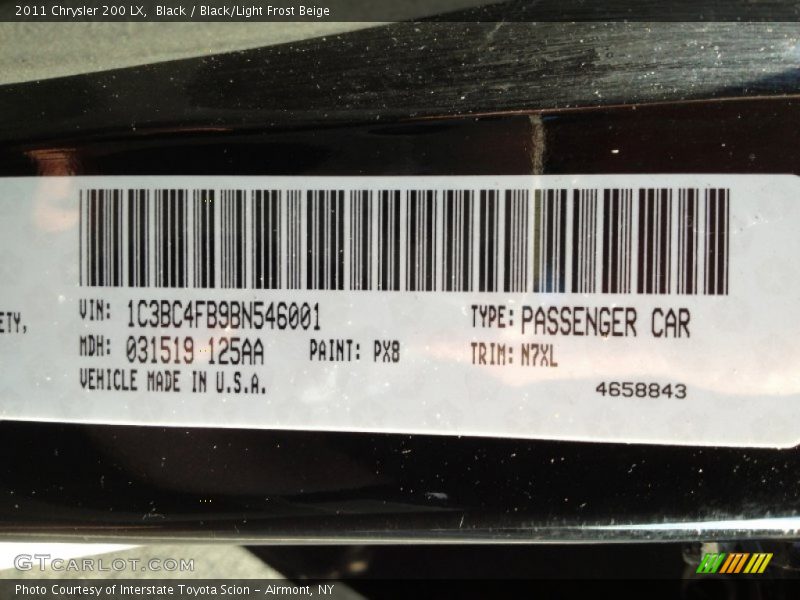 2011 Chrysler 200 LX, Black / Black/Light Frost Beige
ETY,
VIN: 1C3BC4FB9BN546001
TYPE: PASSENGER CAR
MDH: 031519 125AA
PAINT: PX8
TRIM: N7XL
VEHICLE MADE IN U.S.A.
4658843
GTCARLOT.COM
Photo Courtesy of Interstate Toyota Scion - Airmont, NY